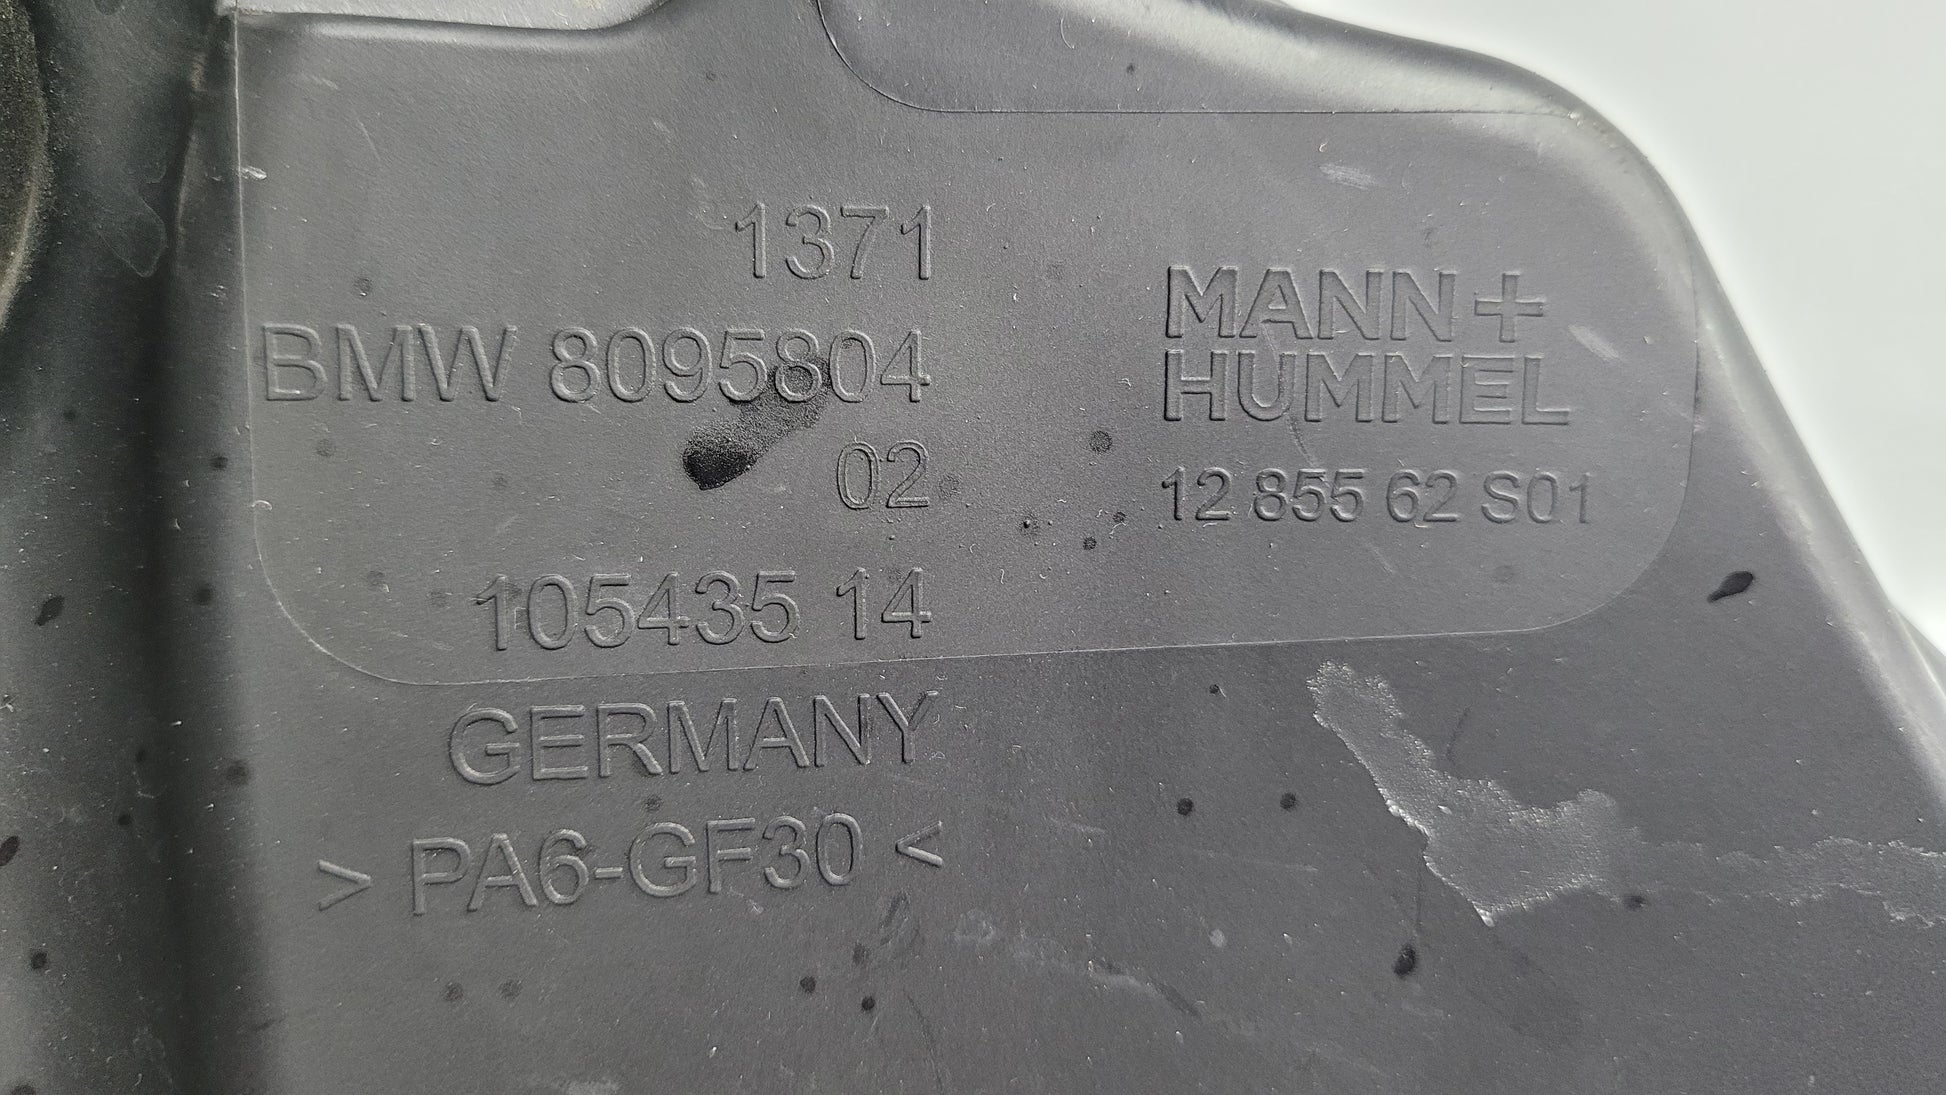 1371
BMW 8095804
02
105435 14
GERMANY
> PA6-GF30 <
MANN+
HUMMEL
12 855 62 S01